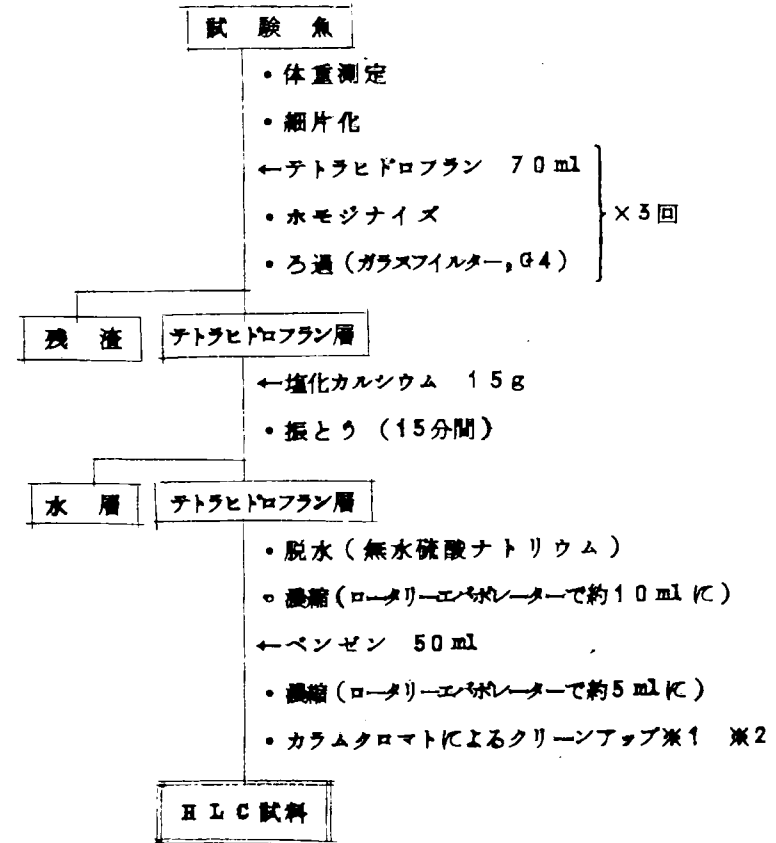 試験魚
・体重測定
・細片化
←テトラヒドロフラン 70ml
・ホモジナイズ
×3回
・ろ過(ガラスフイルター,G4)
残渣 テトラヒドロフラン層
←塩化カルシウム 15g
・振とう (15分間)
水層 テトラヒドロフラン層
・脱水(無水硫酸ナトリウム)
・濃縮(ロータリーエバポレーターで約10mlに)
←ベンゼン 50ml
・濃縮(ロータリーエバポレーターで約5mlに)
・カラムクロマトによるクリーンアップ※1 ※2
HLC試料